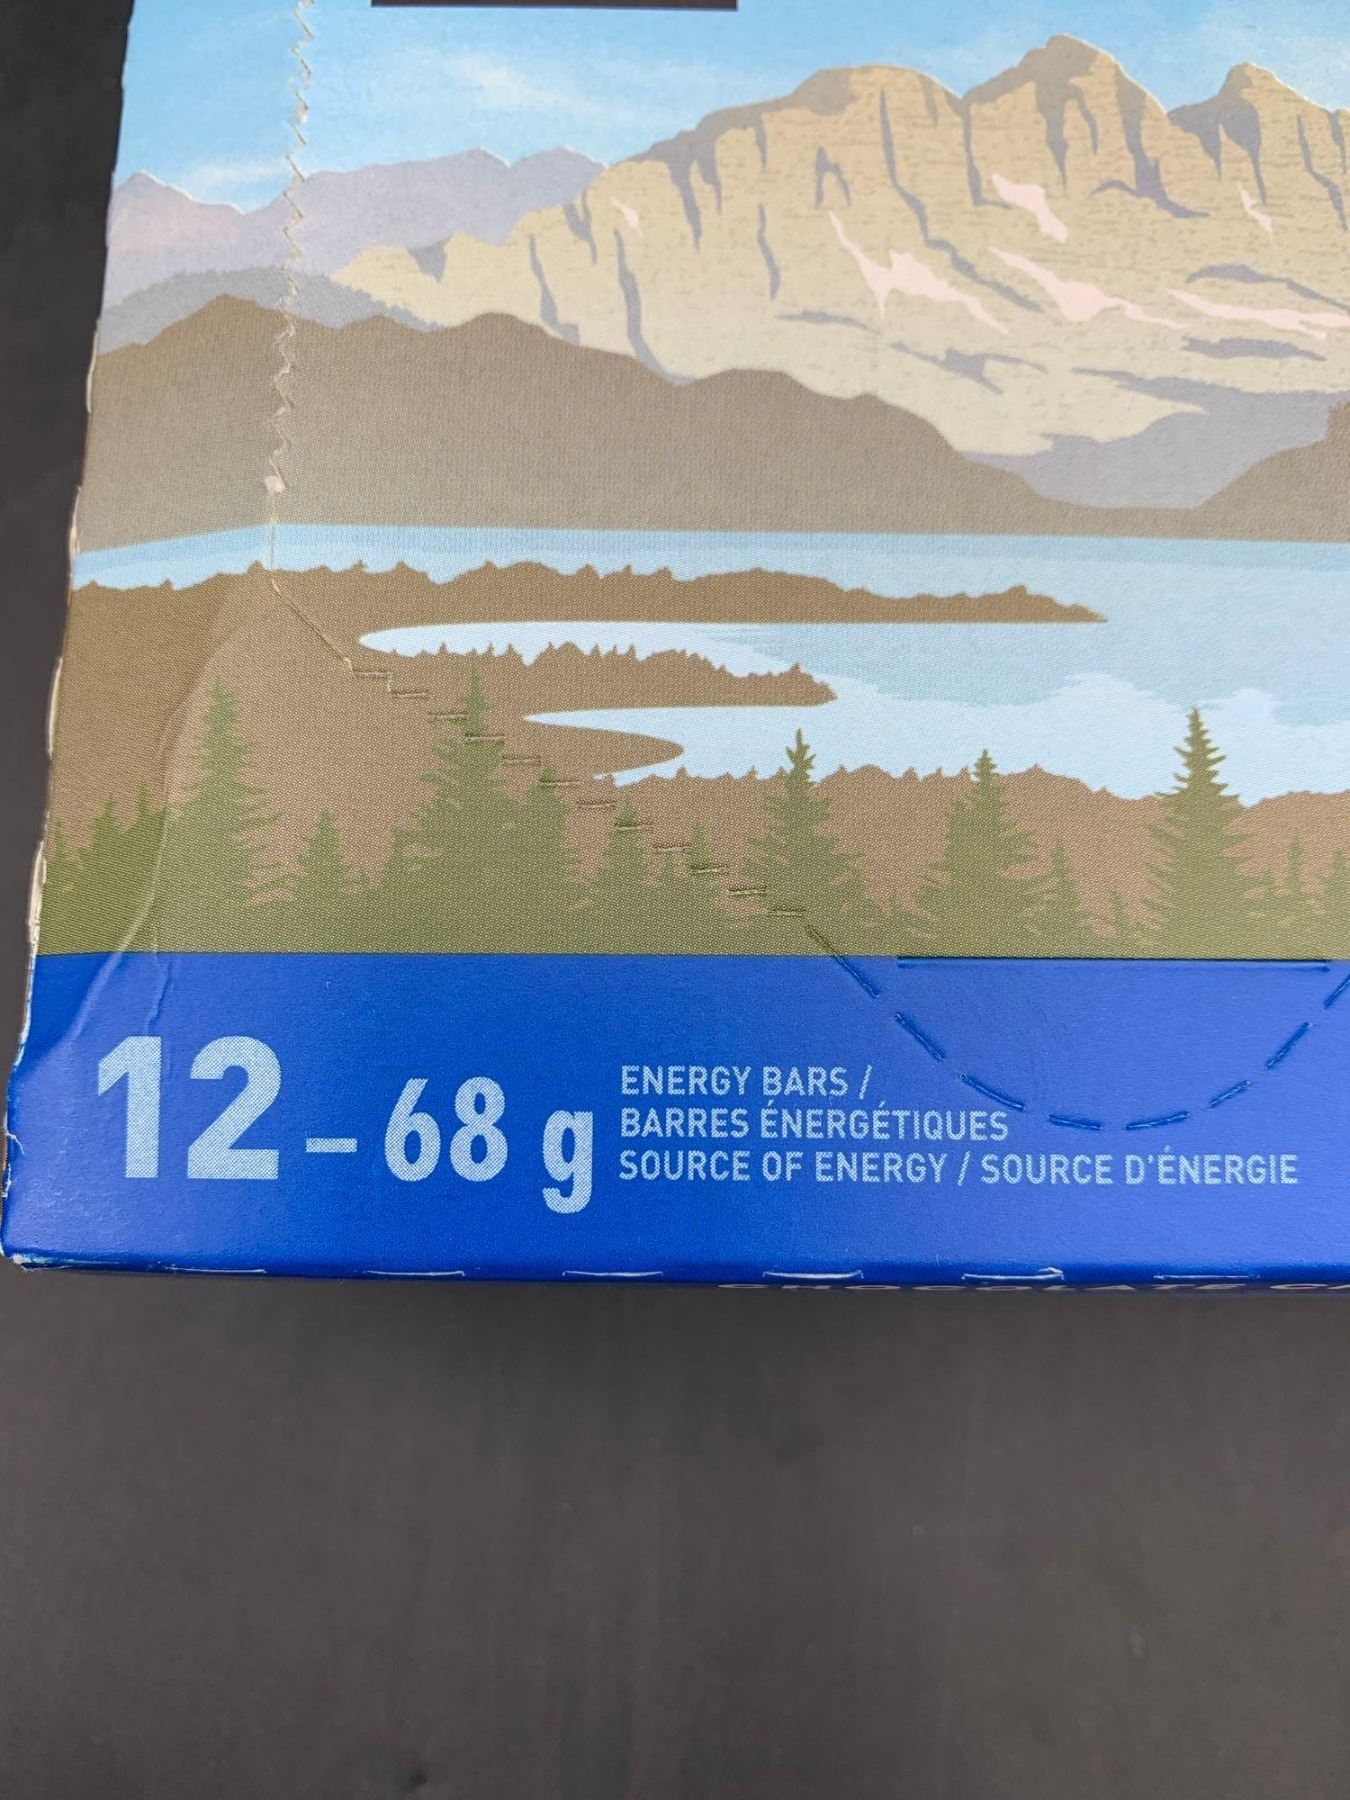 12 – 68 g
ENERGY BARS /
BARRES ÉNERGÉTIQUES
SOURCE OF ENERGY / SOURCE D'ÉNERGIE